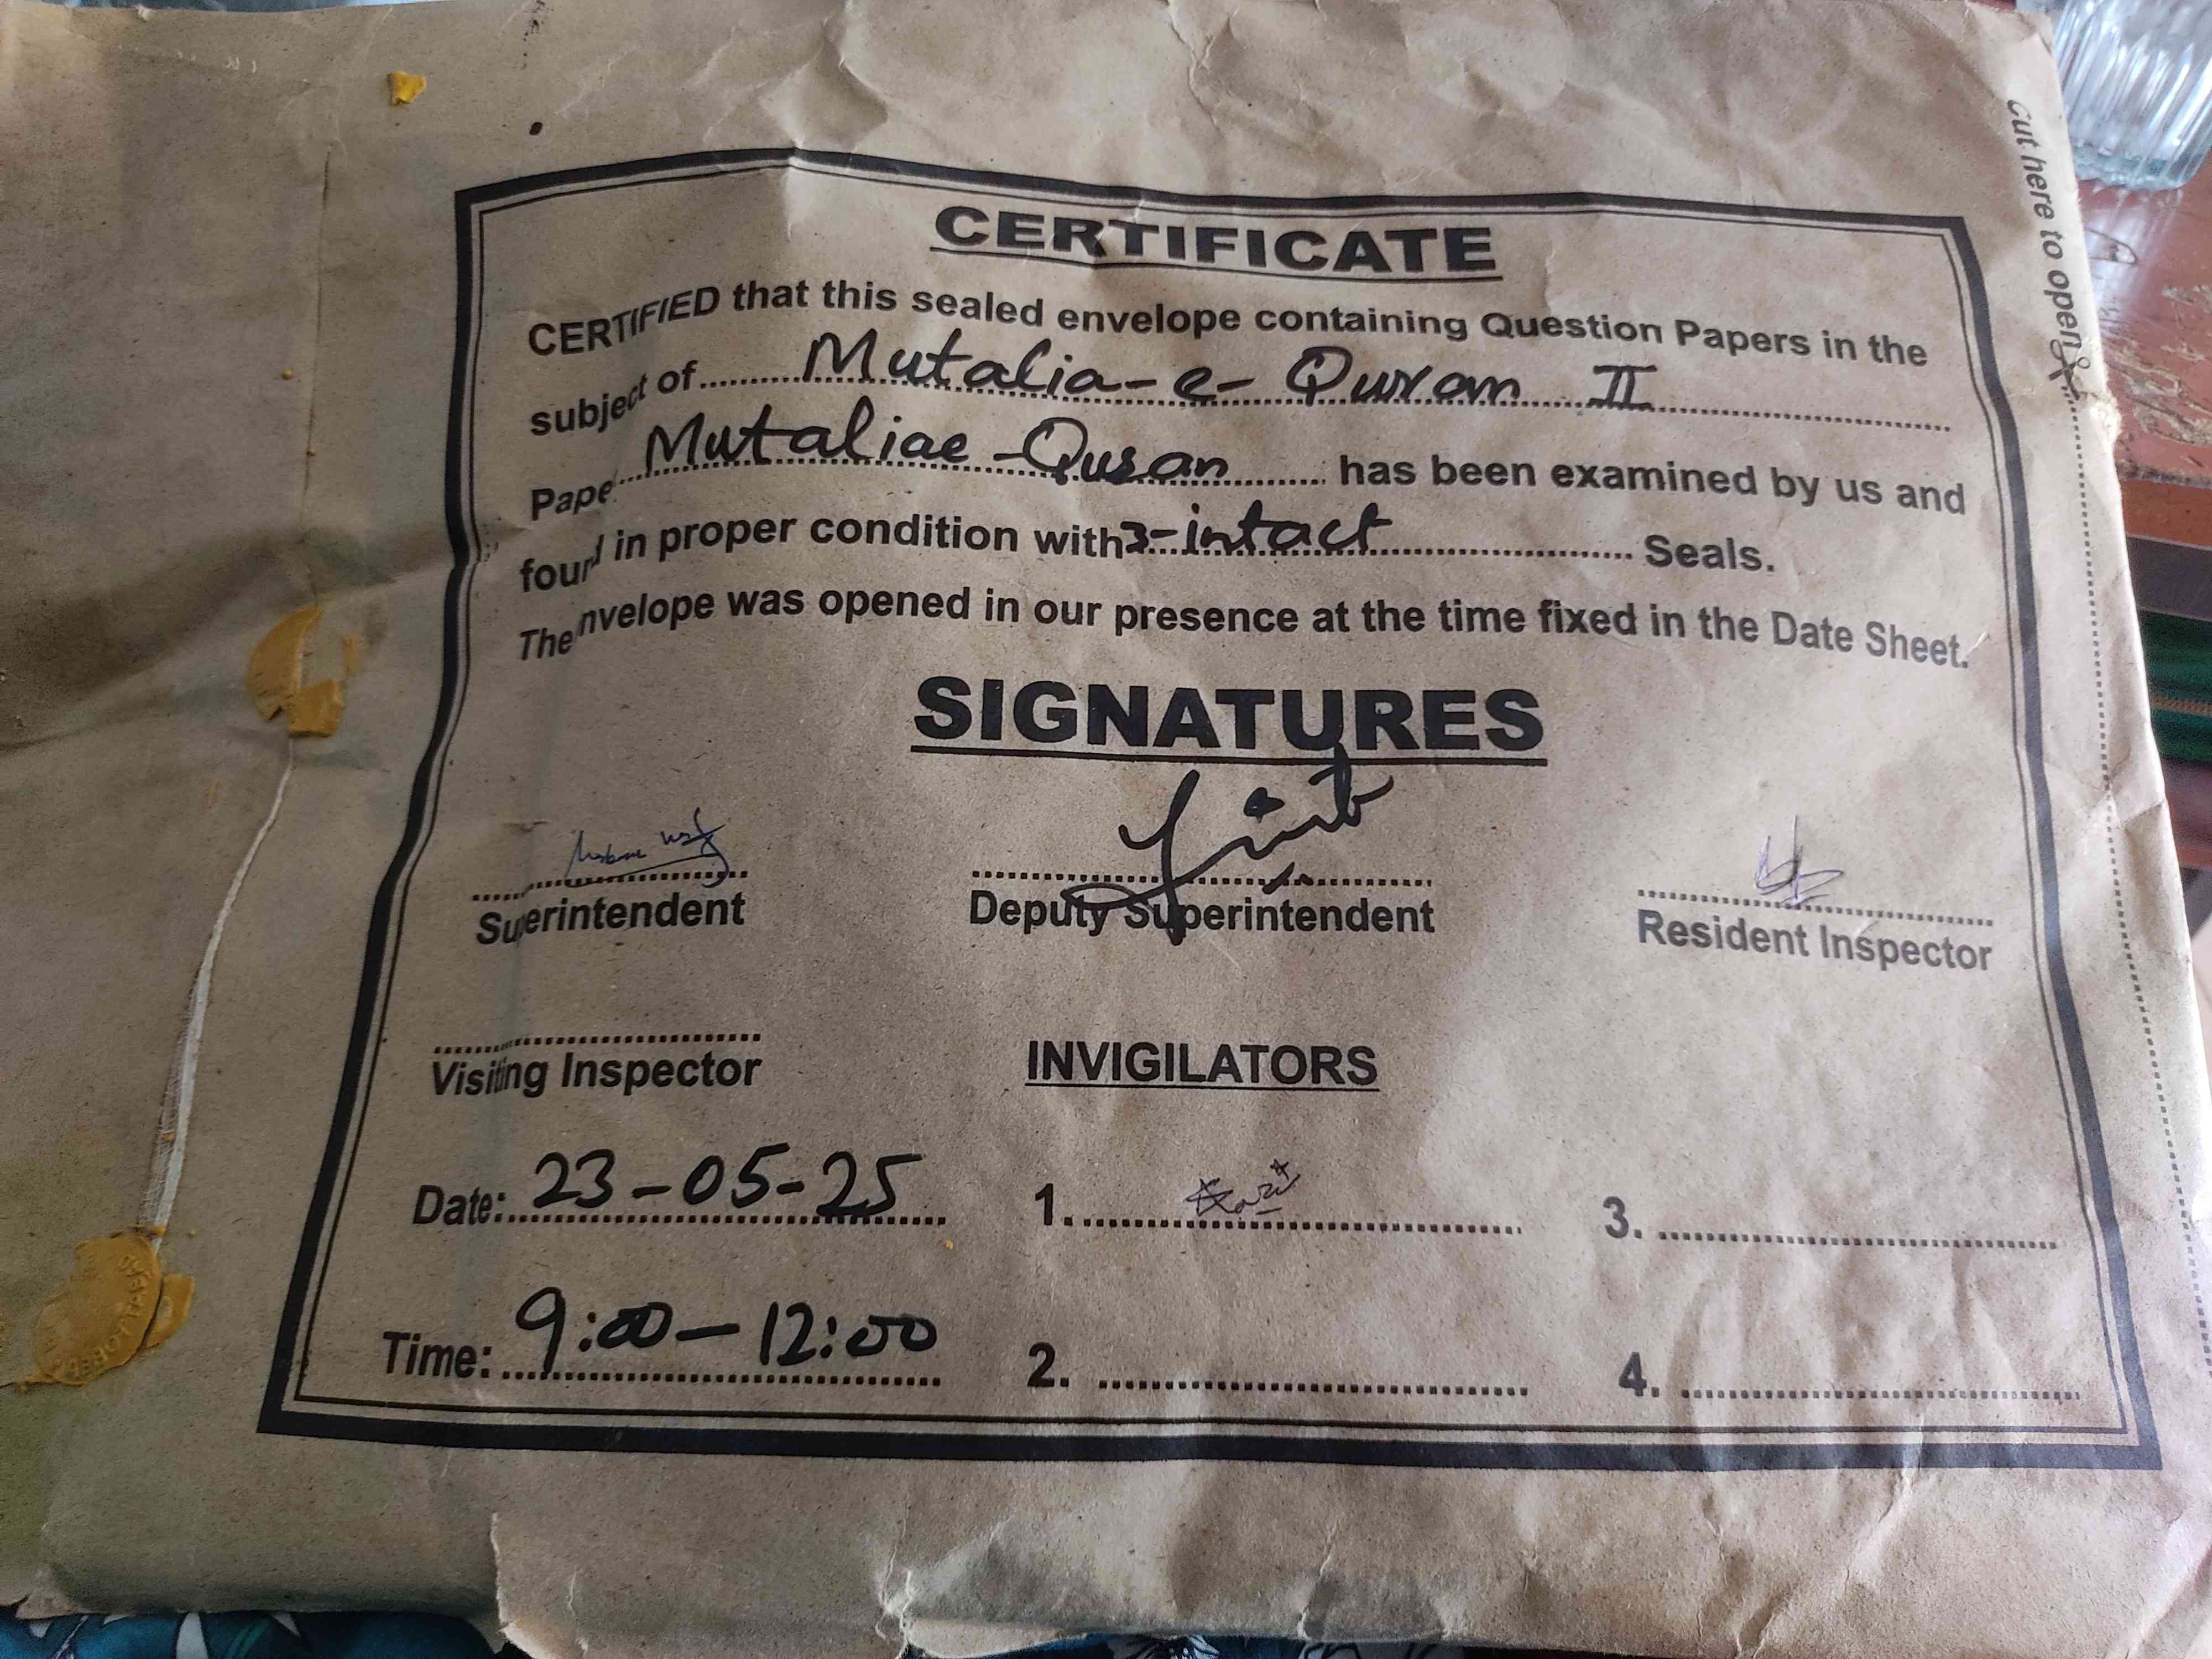 Cut here to open
CERTIFICATE
CERTIFIED that this sealed envelope containing Question Papers in the
subject of Mutalia-e-Quran II
Pape Mutaliae-Quran has been examined by us and
found in proper condition with 3-intact Seals.
The nvelope was opened in our presence at the time fixed in the Date Sheet.
SIGNATURES
Superintendent Deputy Superintendent Resident Inspector
Visiting Inspector INVIGILATORS
Date: 23-05-25 1. 3.
Time: 9:00-12:00 2. 4.